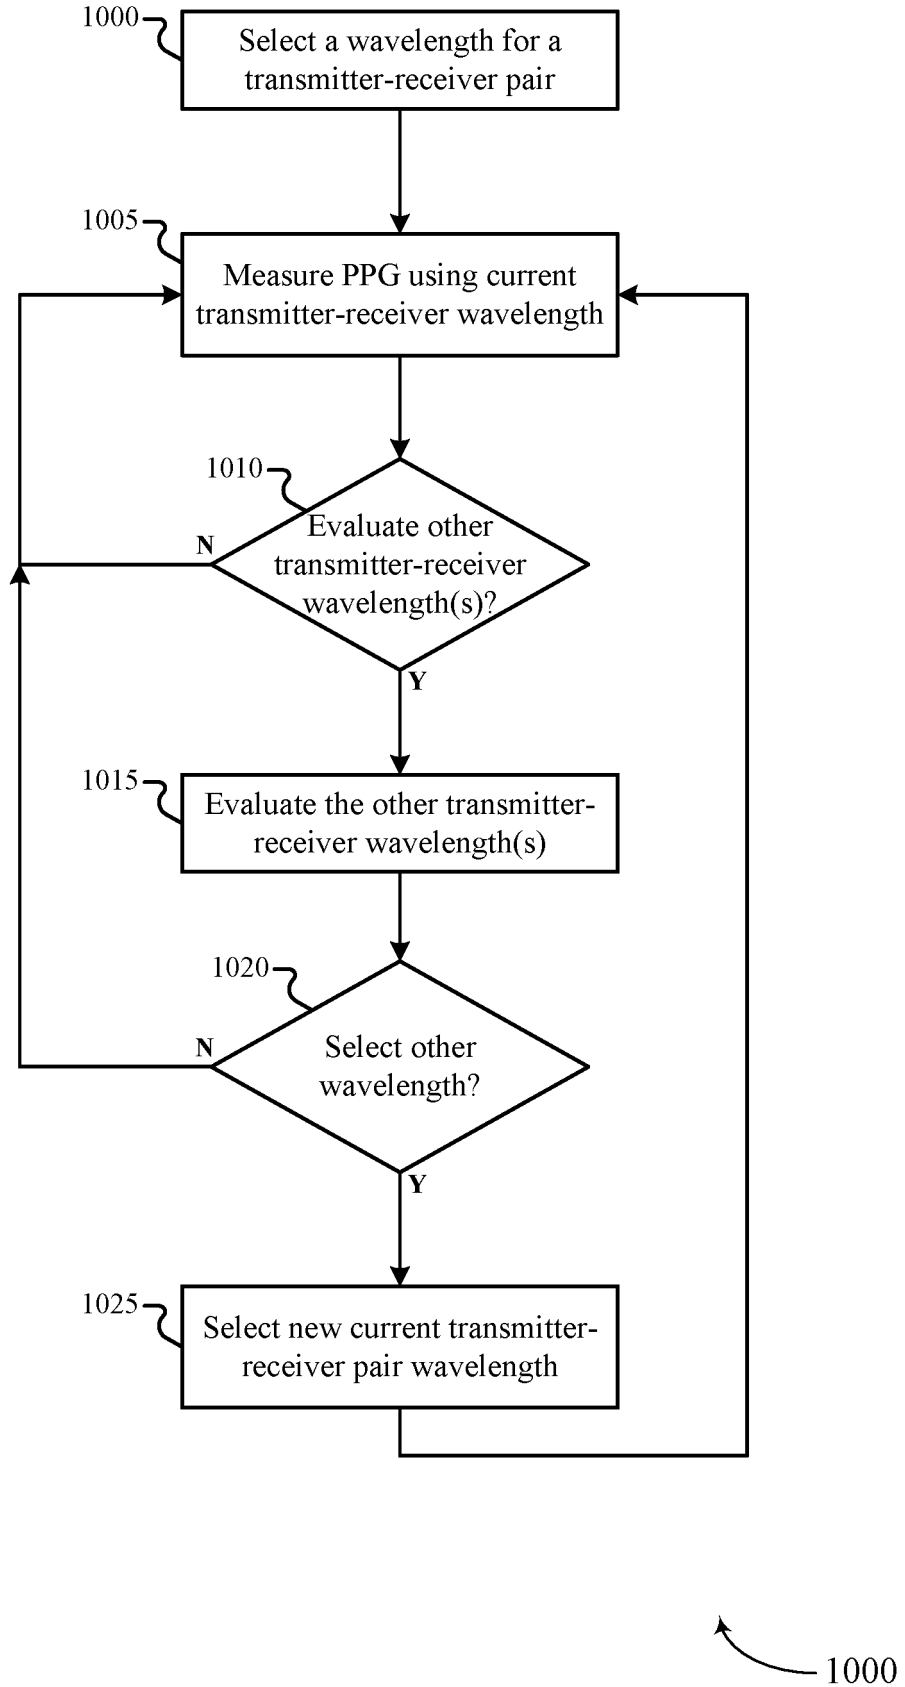 1000
Select a wavelength for a
transmitter-receiver pair
1005
Measure PPG using current
transmitter-receiver wavelength
1010
Evaluate other
transmitter-receiver
wavelength(s)?
N
Y
1015
Evaluate the other transmitter-
receiver wavelength(s)
1020
Select other
wavelength?
N
Y
1025
Select new current transmitter-
receiver pair wavelength
1000